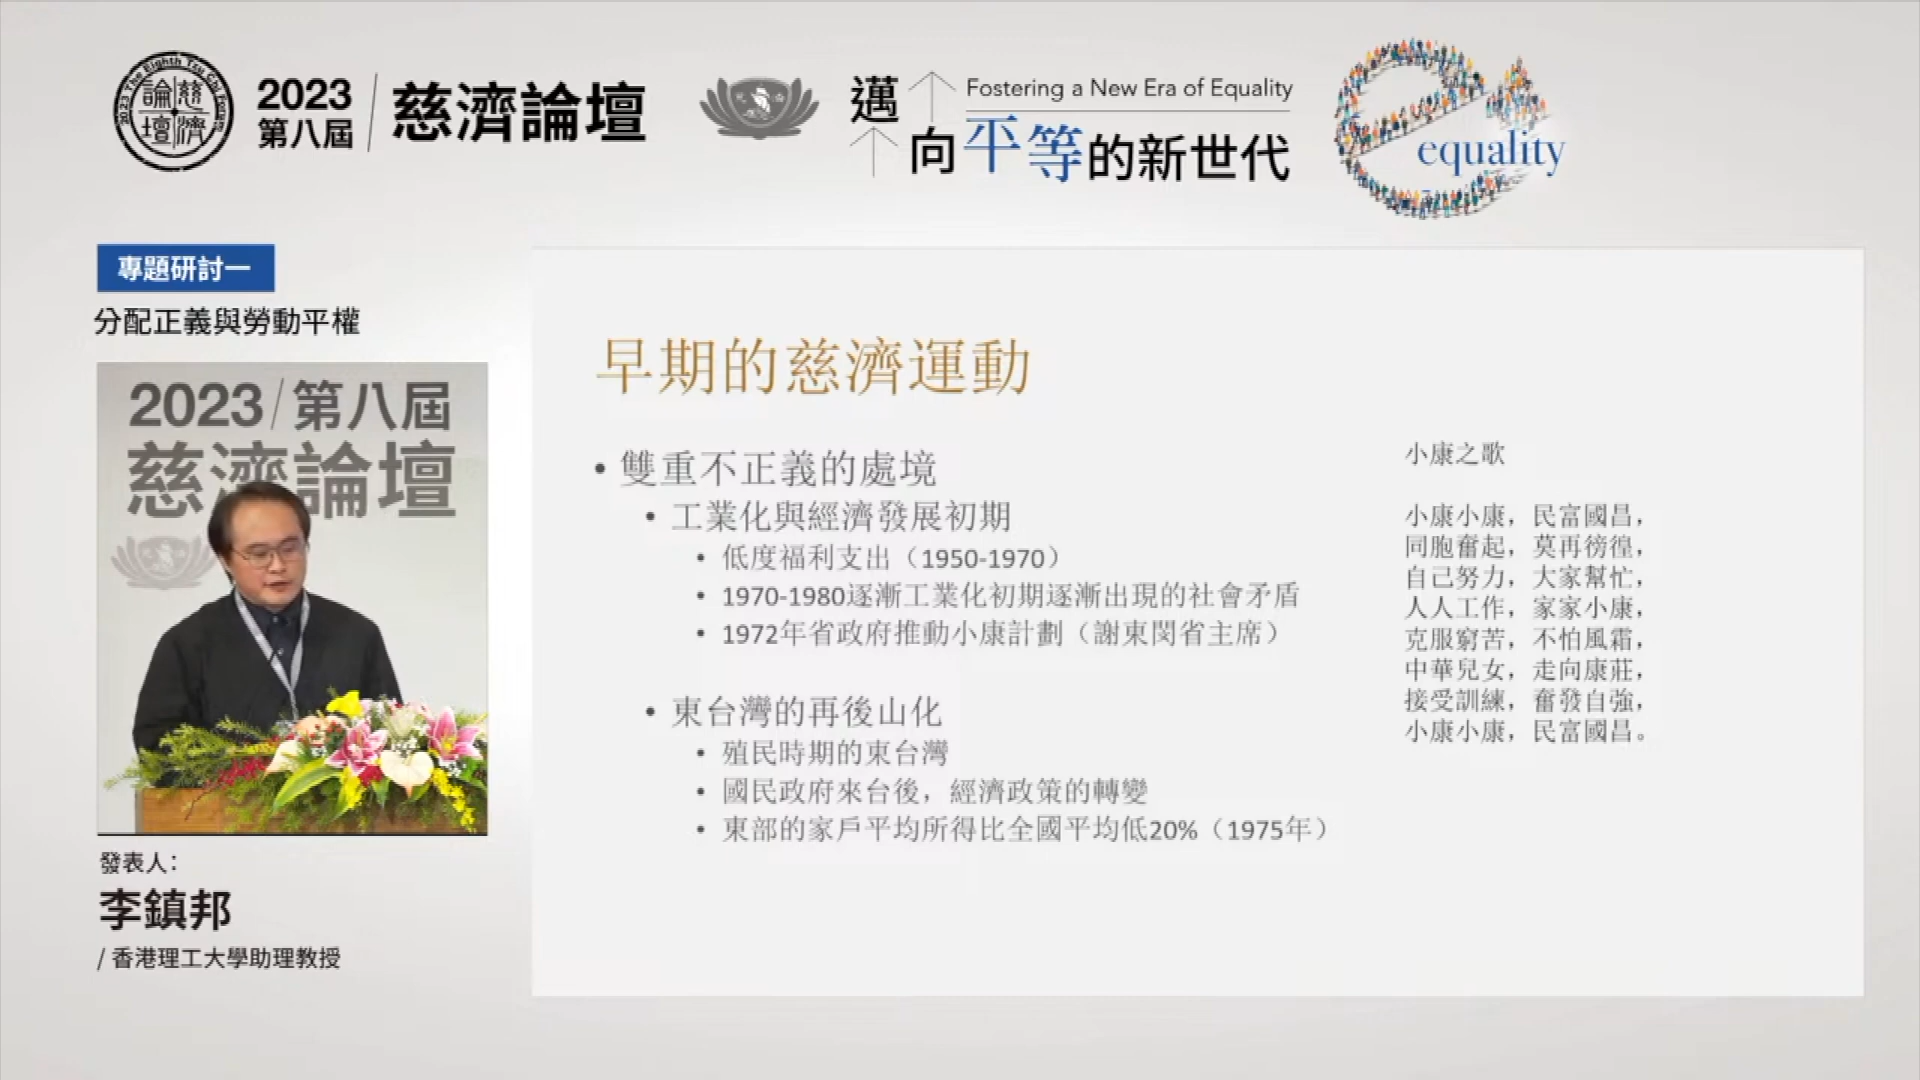 2023 The Eighth Tzu Chi Forum
慈濟論壇
2023
第八屆
慈濟論壇
邁向平等的新世代
Fostering a New Era of Equality
equality
專題研討一
分配正義與勞動平權
2023/第八屆
慈濟論壇
發表人：
李鎮邦
/ 香港理工大學助理教授
早期的慈濟運動
• 雙重不正義的處境
• 工業化與經濟發展初期
• 低度福利支出（1950-1970）
• 1970-1980逐漸工業化初期逐漸出現的社會矛盾
• 1972年省政府推動小康計劃（謝東閔省主席）
• 東台灣的再後山化
• 殖民時期的東台灣
• 國民政府來台後，經濟政策的轉變
• 東部的家戶平均所得比全國平均低20%（1975年）
小康之歌
小康小康，民富國昌，
同胞奮起，莫再徬徨，
自己努力，大家幫忙，
人人工作，家家小康，
克服窮苦，不怕風霜，
中華兒女，走向康莊，
接受訓練，奮發自強，
小康小康，民富國昌。